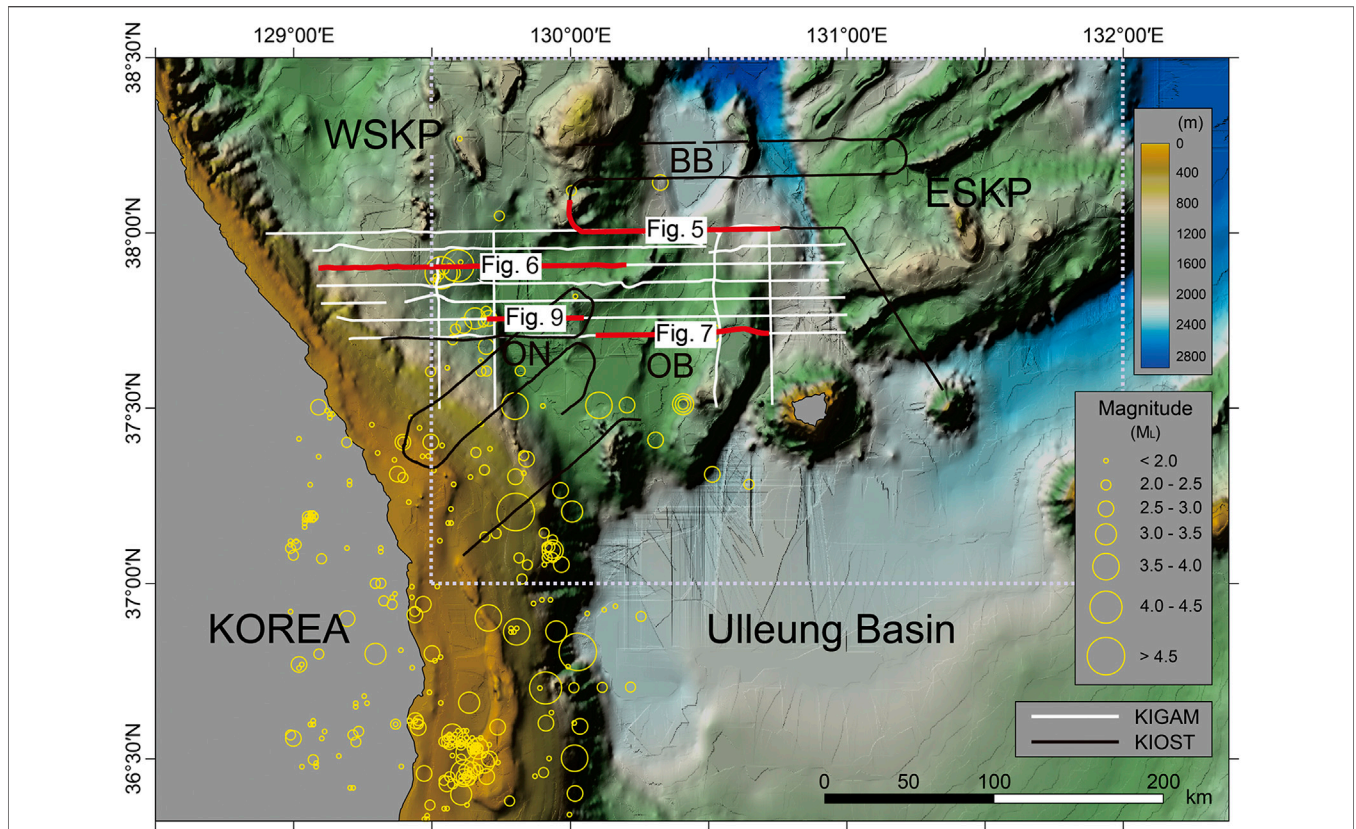 129°00′E 130°00′E 131°00′E 132°00′E
38°30′N
38°00′N
37°30′N
37°00′N
36°30′N
WSKP
BB
ESKP
Fig. 5
Fig. 6
Fig. 9
Fig. 7
ON
OB
KOREA
Ulleung Basin
(m)
0
400
800
1200
1600
2000
2400
2800
Magnitude
(ML)
< 2.0
2.0 - 2.5
2.5 - 3.0
3.0 - 3.5
3.5 - 4.0
4.0 - 4.5
> 4.5
KIGAM
KIOST
0 50 100 200
km